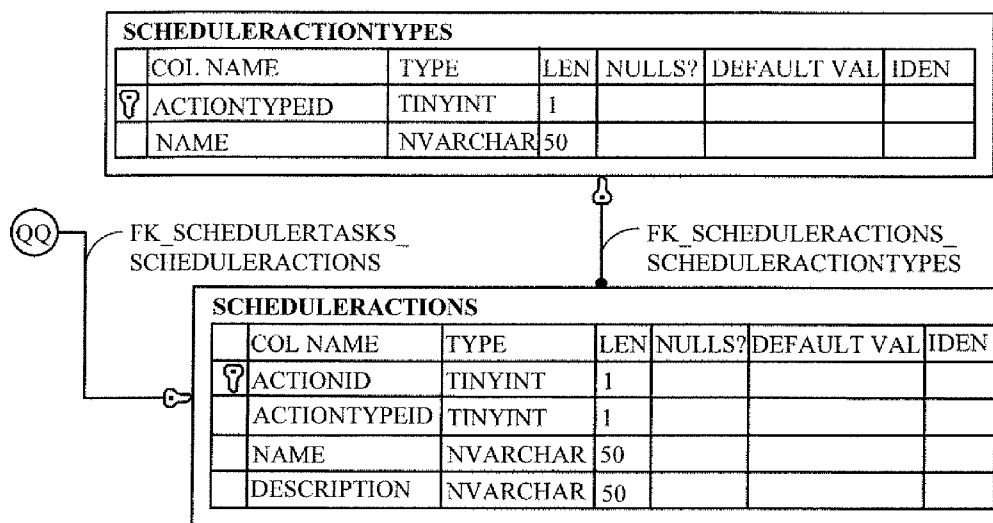 SCHEDULERACTIONTYPES
COL NAME TYPE LEN NULLS? DEFAULT VAL IDEN
ACTIONTYPEID TINYINT 1
NAME NVARCHAR 50
QQ
FK_SCHEDULERTASKS_
SCHEDULERACTIONS
FK_SCHEDULERACTIONS_
SCHEDULERACTIONTYPES
SCHEDULERACTIONS
COL NAME TYPE LEN NULLS? DEFAULT VAL IDEN
ACTIONID TINYINT 1
ACTIONTYPEID TINYINT 1
NAME NVARCHAR 50
DESCRIPTION NVARCHAR 50